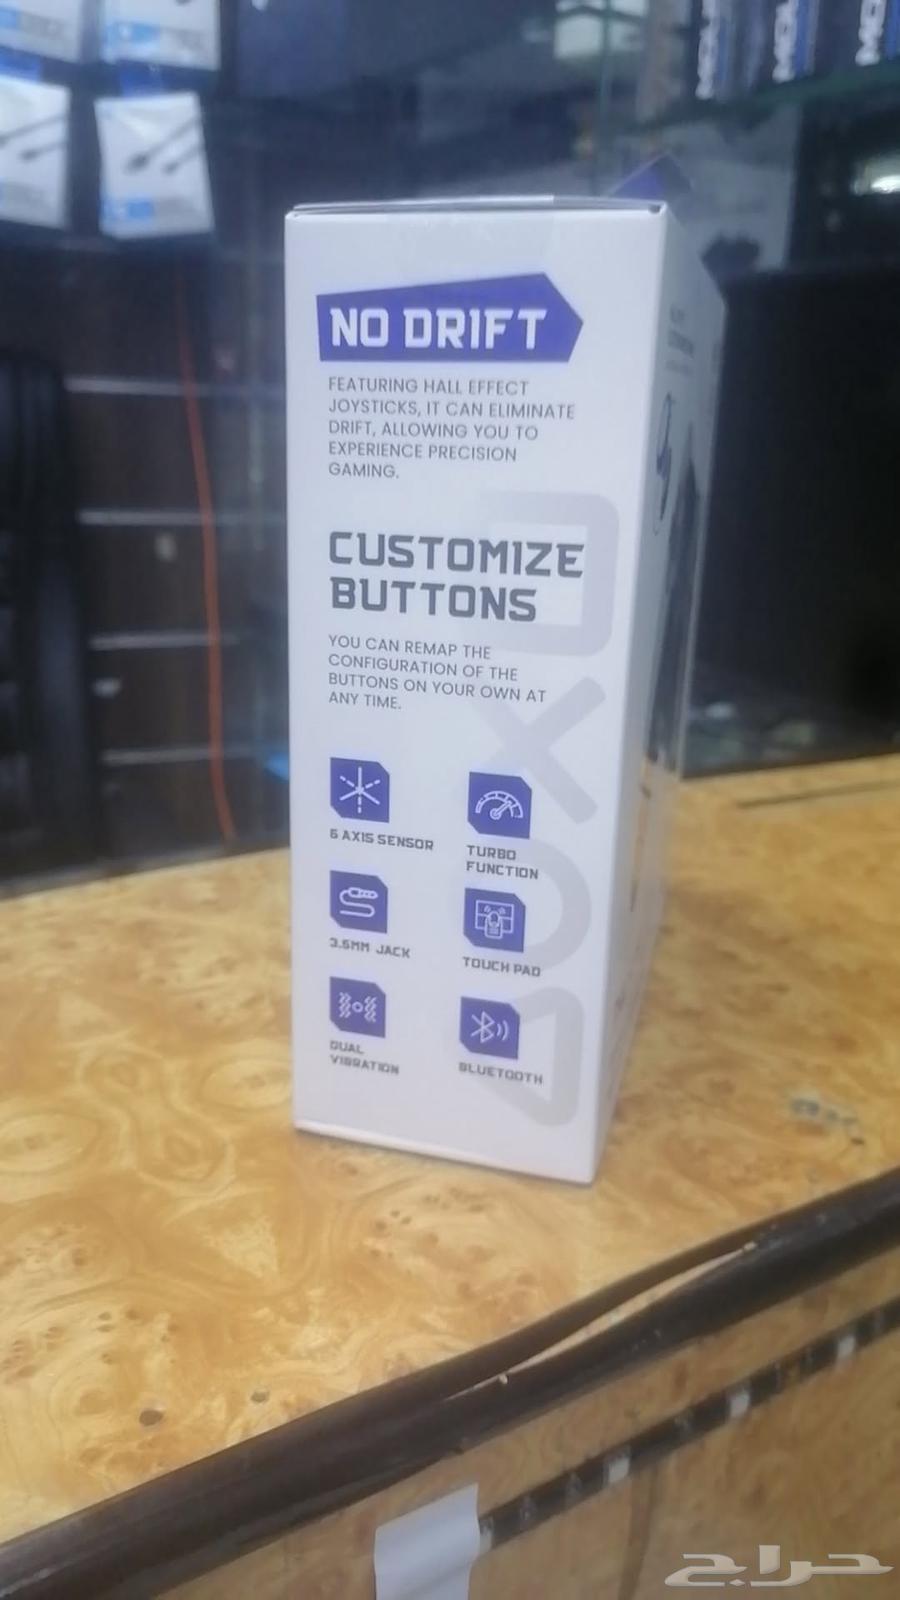 NO DRIFT
FEATURING HALL EFFECT
JOYSTICKS, IT CAN ELIMINATE
DRIFT, ALLOWING YOU TO
EXPERIENCE PRECISION
GAMING.
CUSTOMIZE
BUTTONS
YOU CAN REMAP THE
CONFIGURATION OF THE
BUTTONS ON YOUR OWN AT
ANY TIME.
6 AXIS SENSOR
TURBO
FUNCTION
3.5MM JACK
TOUCH PAD
DUAL
VIBRATION
BLUETOOTH
حراج